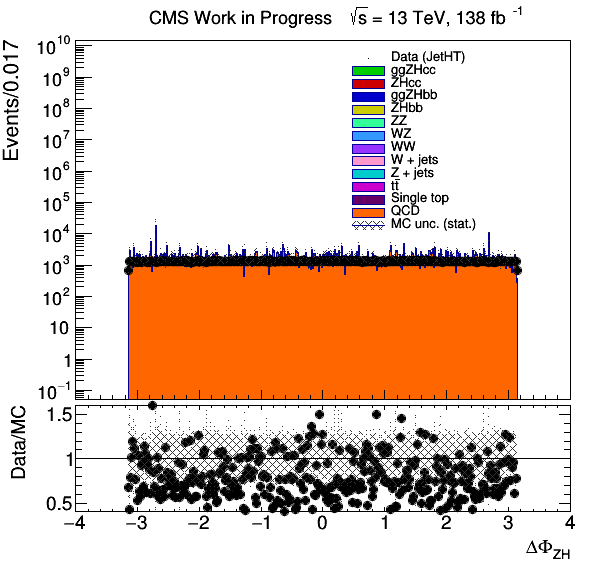 CMS Work in Progress √s = 13 TeV, 138 fb⁻¹
Events/0.017
10¹⁰
10⁹
10⁸
10⁷
10⁶
10⁵
10⁴
10³
10²
10
1
10⁻¹
Data (JetHT)
ggZHcc
ZHcc
ggZHbb
ZHbb
ZZ
WZ
WW
W + jets
Z + jets
tt̄
Single top
QCD
MC unc. (stat.)
Data/MC
1.5
1
0.5
−4 −3 −2 −1 0 1 2 3 4
ΔΦZH